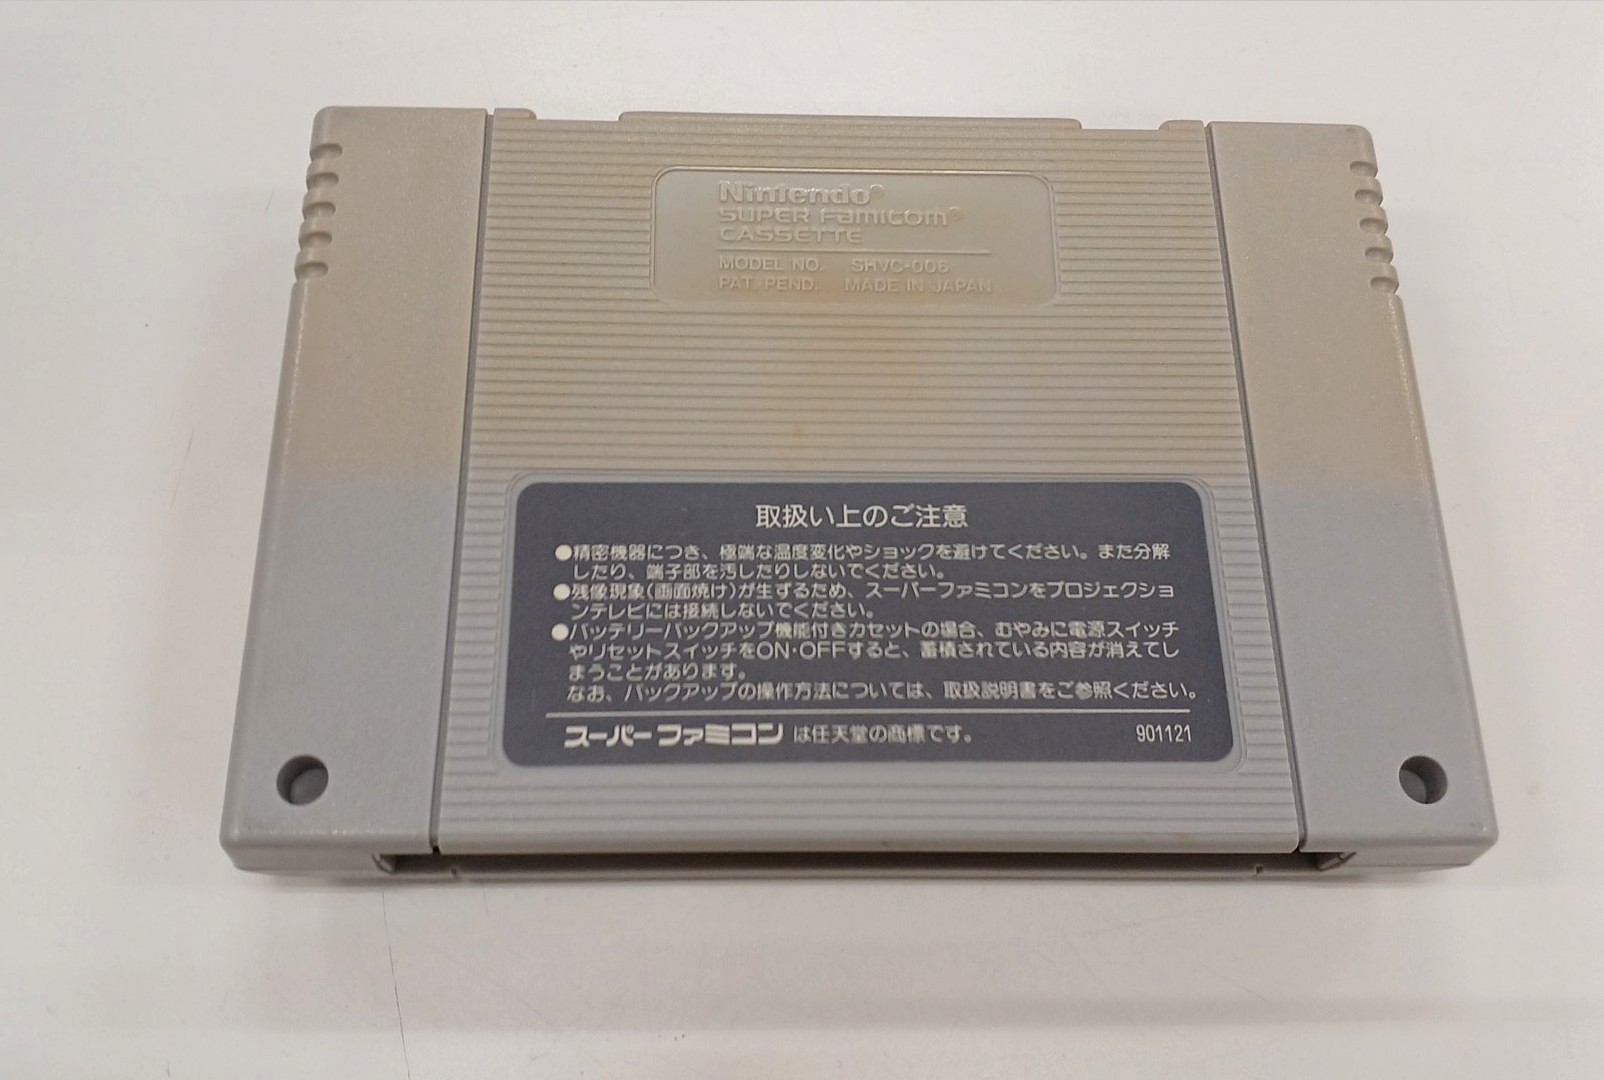 Nintendo®
SUPER Famicom®
CASSETTE
MODEL NO. SHVC-006
PAT. PEND. MADE IN JAPAN
取扱い上のご注意
●精密機器につき、極端な温度変化やショックを避けてください。また分解
したり、端子部を汚したりしないでください。
●残像現象(画面焼け)が生ずるため、スーパーファミコンをプロジェクショ
ンテレビには接続しないでください。
●バッテリーバックアップ機能付きカセットの場合、むやみに電源スイッチ
やリセットスイッチをON·OFFすると、蓄積されている内容が消えてし
まうことがあります。
なお、バックアップの操作方法については、取扱説明書をご参照ください。
スーパーファミコン は任天堂の商標です。 901121